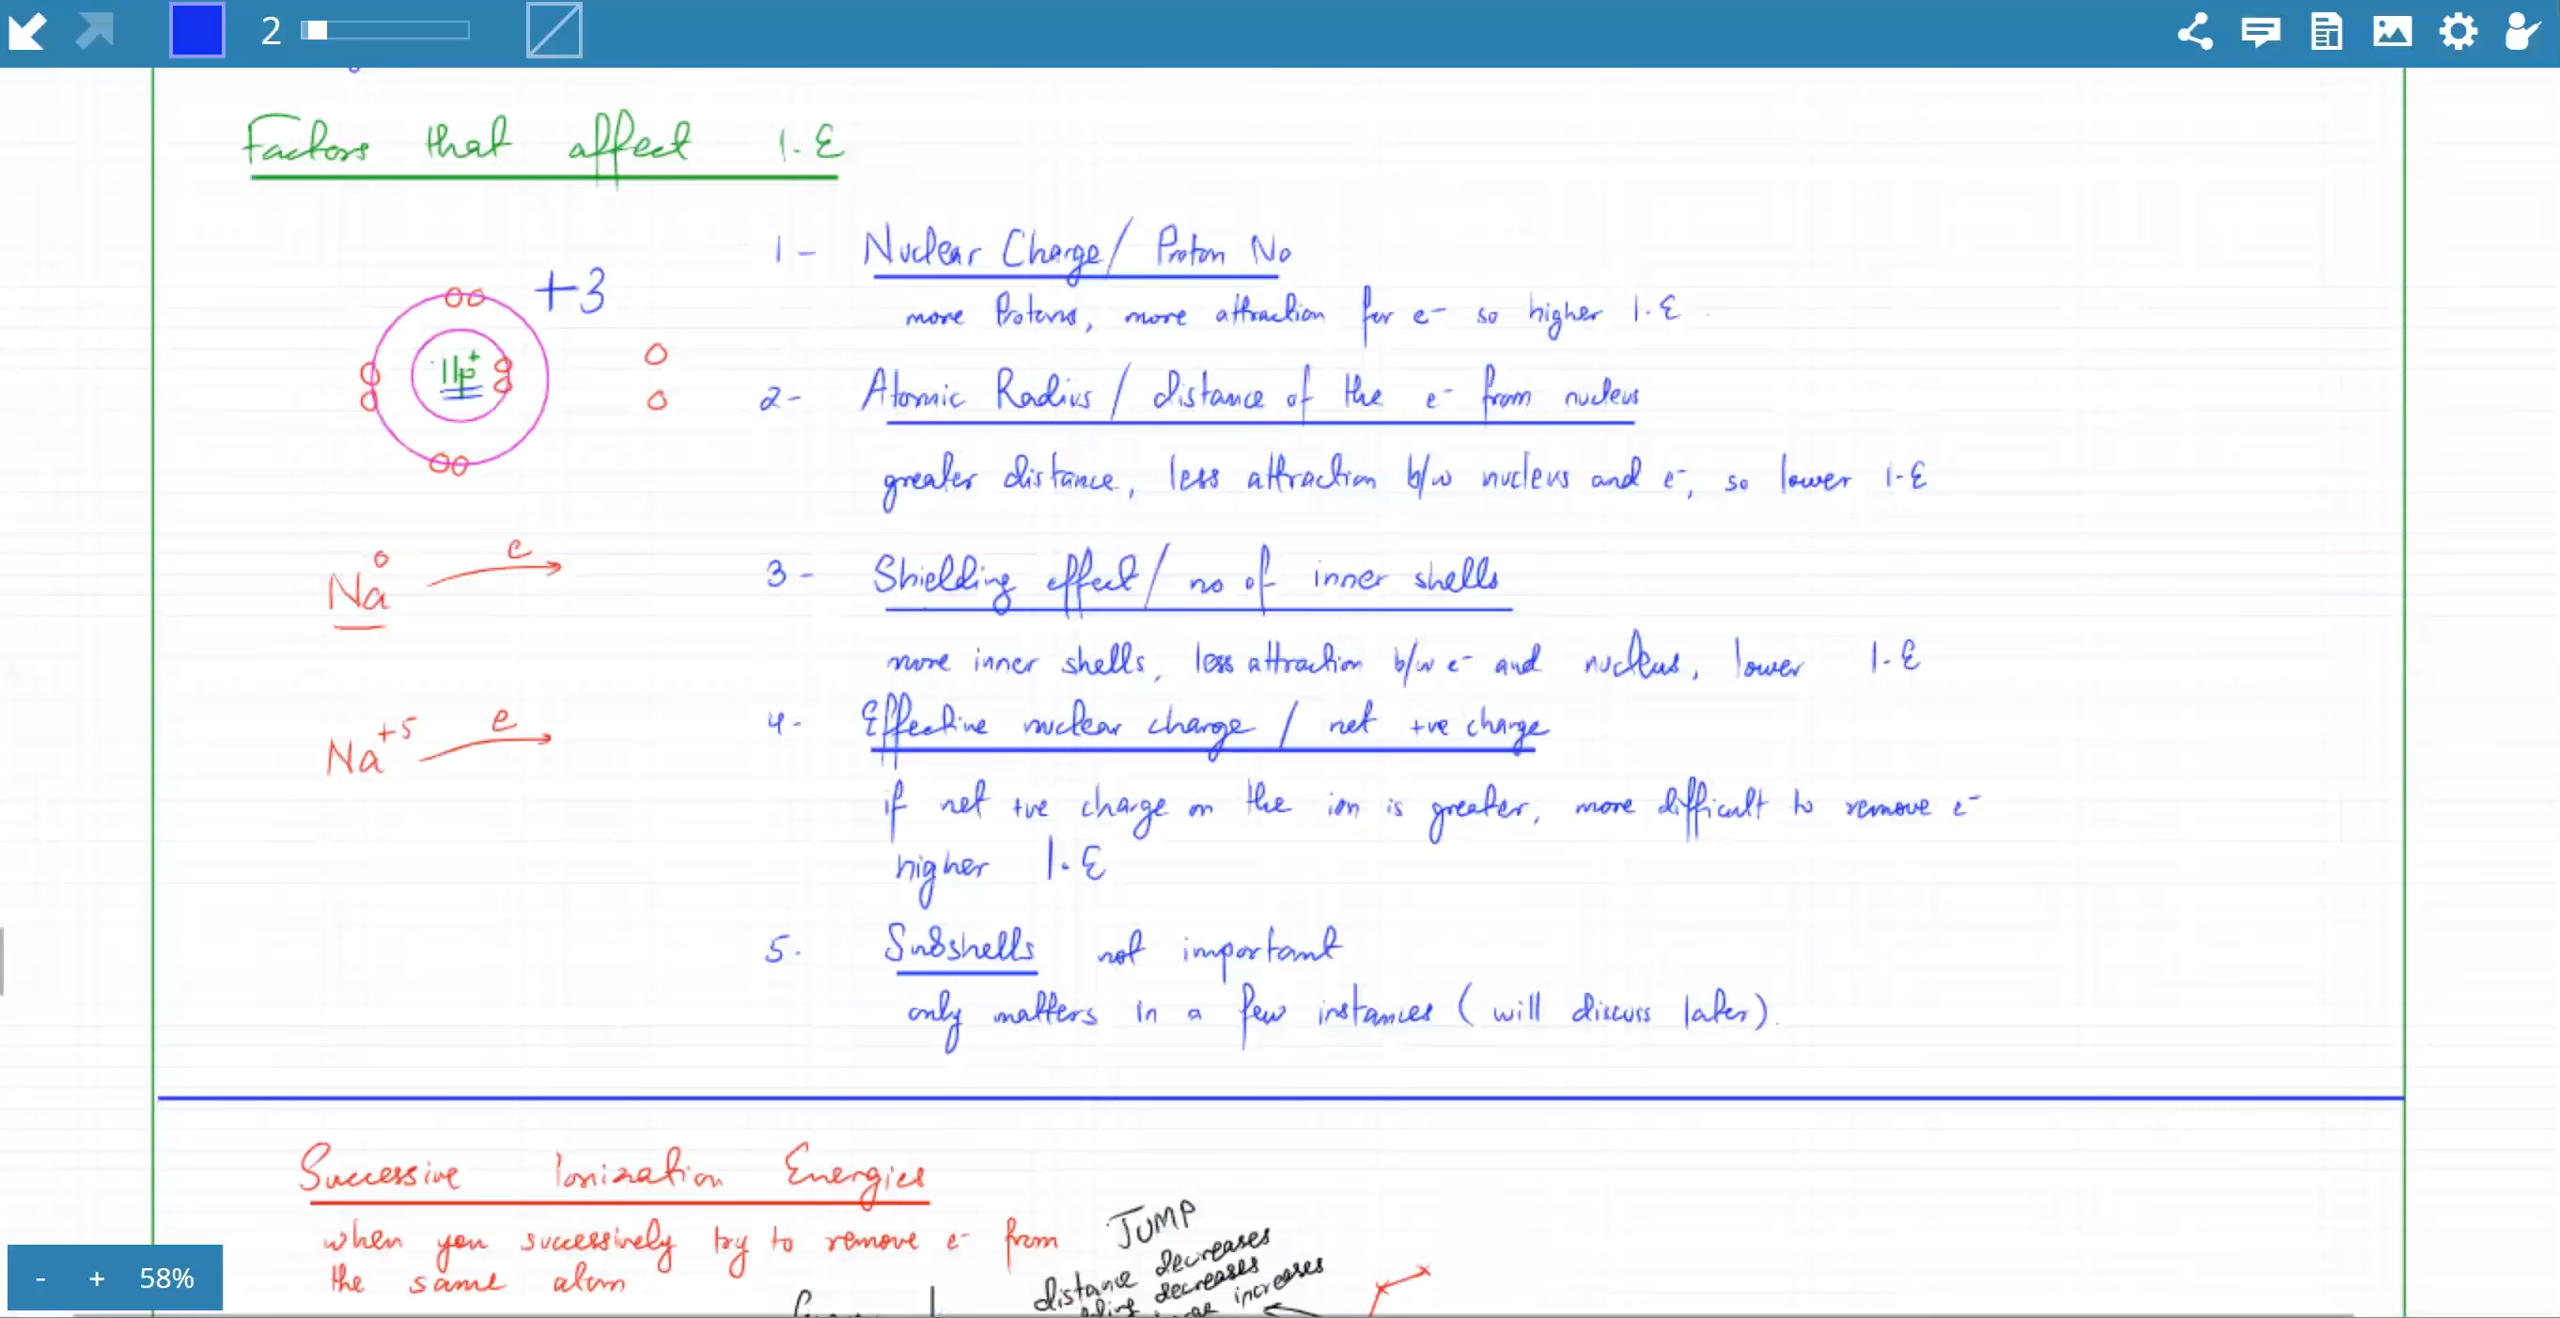 2
Factors that affect I.E
1- Nuclear Charge/ Proton No
more Protons, more attraction for e- so higher I.E
+3
11p+
2- Atomic Radius / distance of the e- from nucleus
greater distance, less attraction b/w nucleus and e-, so lower I-E
Na0 e
3- Shielding effect/ no of inner shells
more inner shells, less attraction b/w e- and nucleus, lower I-E
Na+5 e
4- Effective nuclear charge / net +ve charge
if net +ve charge on the ion is greater, more difficult to remove e-
higher I.E
5. Subshells not important
only matters in a few instances (will discuss later).
Successive Ionization Energies
when you successively try to remove e- from
the same atom
JUMP
distance decreases
decreases
increases
- + 58%